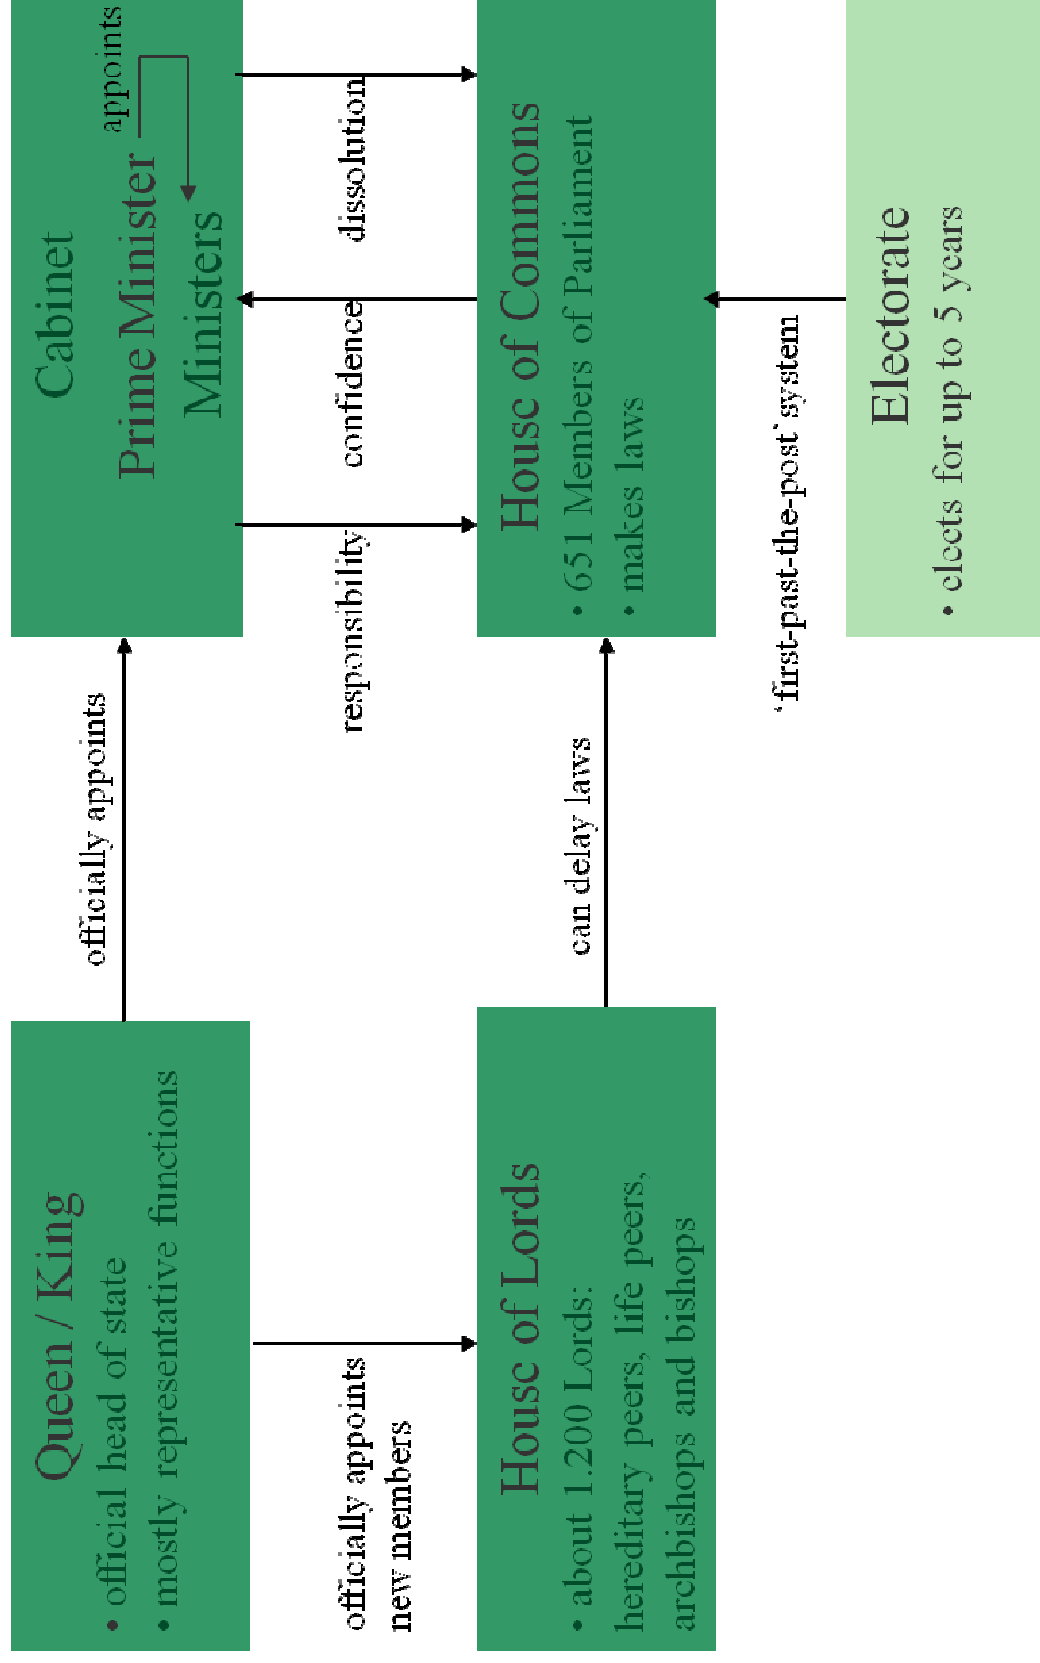 Queen / King
• official head of state
• mostly representative functions
officially appoints
Cabinet
Prime Minister
appoints
Ministers
officially appoints
new members
responsibility
confidence
dissolution
House of Lords
• about 1.200 Lords:
hereditary peers, life peers,
archbishops and bishops
can delay laws
House of Commons
• 651 Members of Parliament
• makes laws
‘first-past-the-post` system
Electorate
• elects for up to 5 years